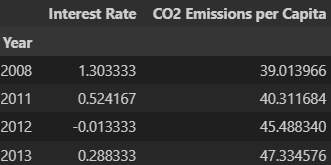 Interest Rate CO2 Emissions per Capita
Year
2008 1.303333 39.013966
2011 0.524167 40.311684
2012 -0.013333 45.488340
2013 0.288333 47.334576